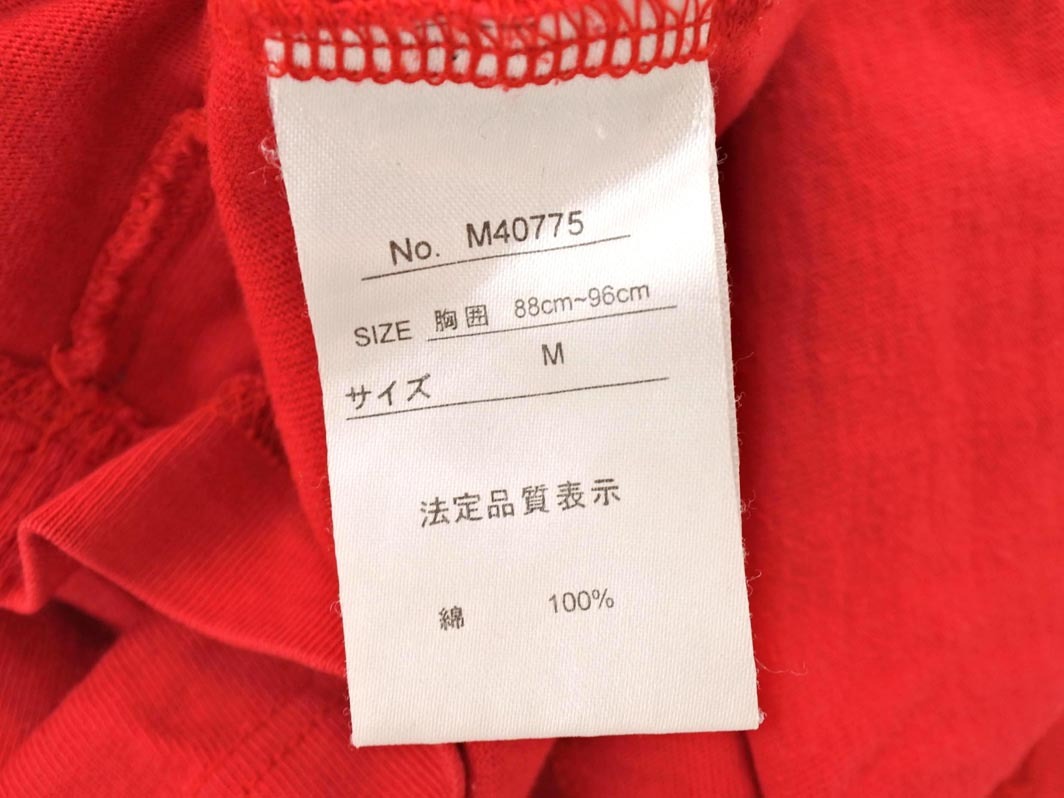 No. M40775
SIZE 胸囲 88cm~96cm
M
サイズ
法定品質表示
綿 100%